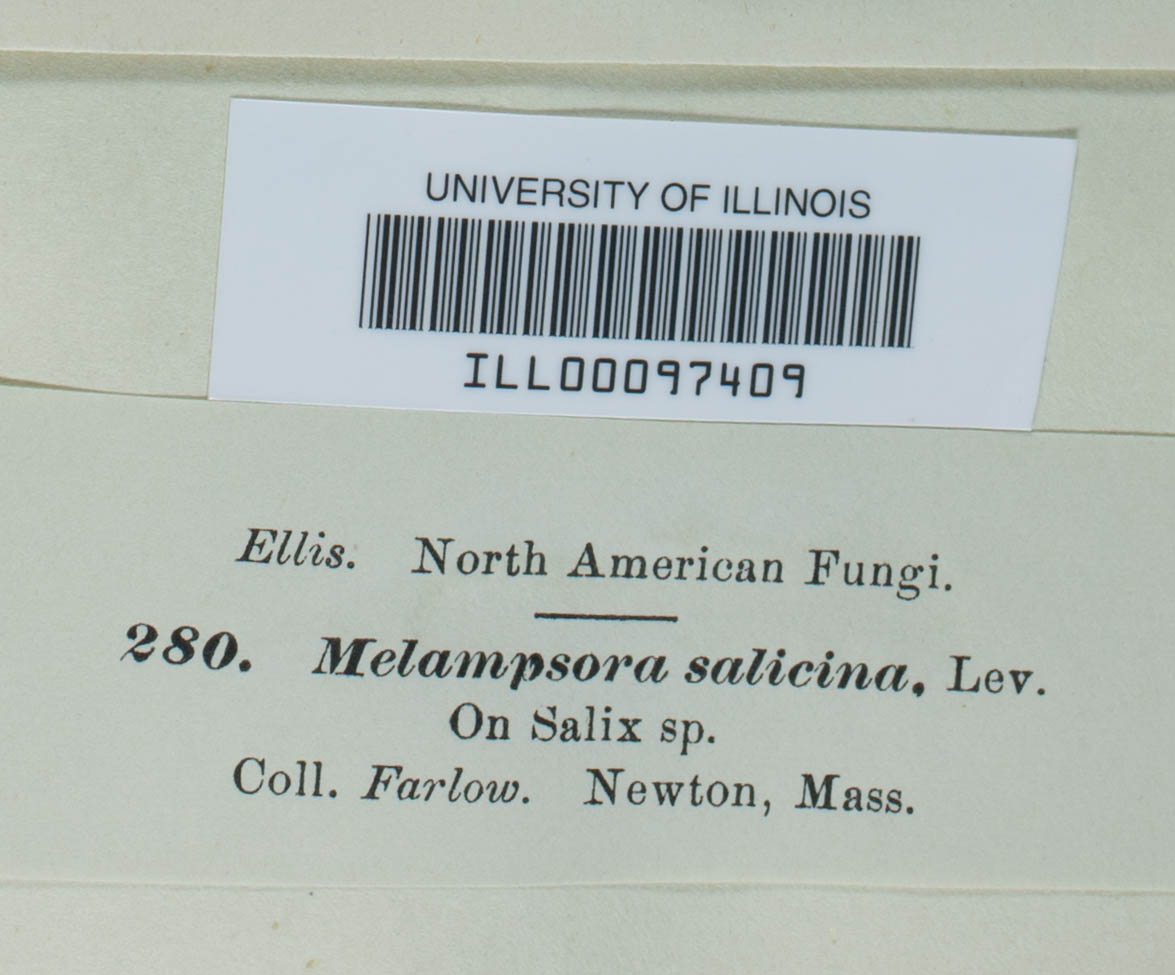 UNIVERSITY OF ILLINOIS
ILL00097409
Ellis. North American Fungi.
280. Melampsora salicina, Lev.
On Salix sp.
Coll. Farlow. Newton, Mass.